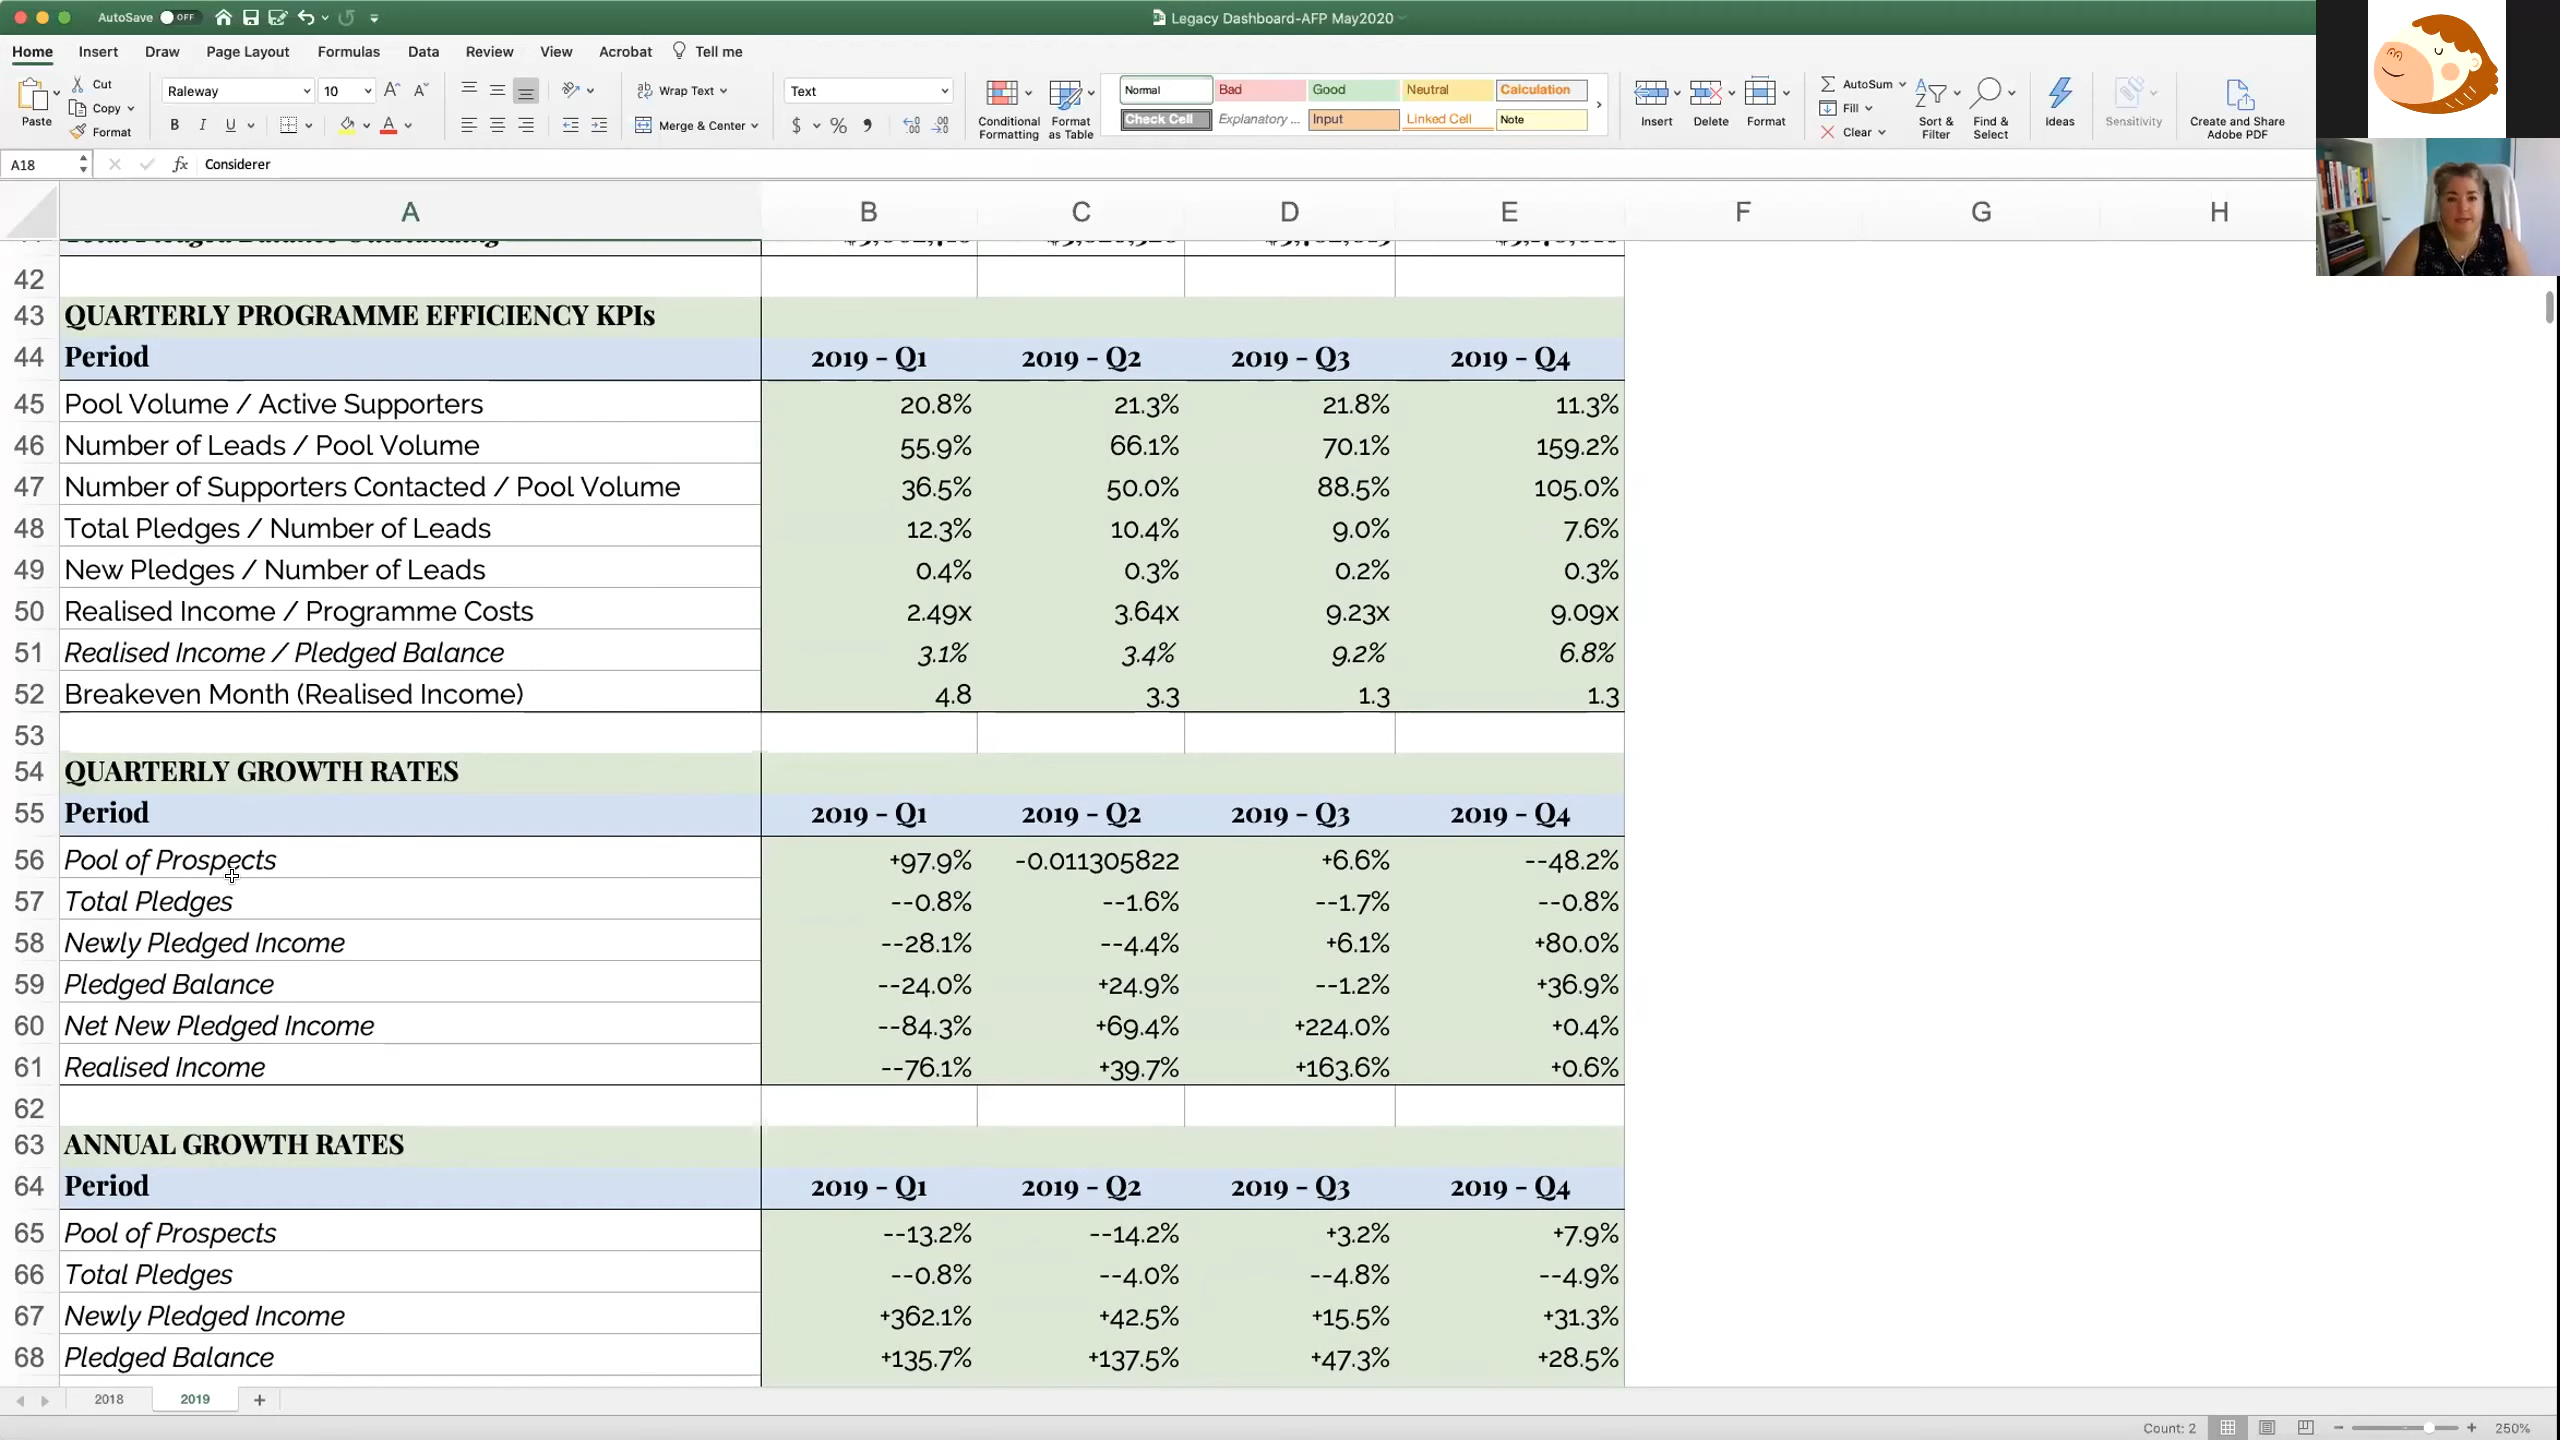 AutoSave OFF Legacy Dashboard-AFP May2020
Home Insert Draw Page Layout Formulas Data Review View Acrobat Tell me
Paste Cut Copy Format
Raleway 10
B I U A
Wrap Text
Merge & Center
Text
$ %
Conditional Formatting
Format as Table
Normal Bad Good Neutral Calculation
Check Cell Explanatory ... Input Linked Cell Note
Insert Delete Format
AutoSum
Fill
Clear
Sort & Filter
Find & Select
Ideas
Sensitivity
Create and Share Adobe PDF
A18 fx Considerer
A B C D E F G H
42
43 QUARTERLY PROGRAMME EFFICIENCY KPIs
44 Period 2019 - Q1 2019 - Q2 2019 - Q3 2019 - Q4
45 Pool Volume / Active Supporters 20.8% 21.3% 21.8% 11.3%
46 Number of Leads / Pool Volume 55.9% 66.1% 70.1% 159.2%
47 Number of Supporters Contacted / Pool Volume 36.5% 50.0% 88.5% 105.0%
48 Total Pledges / Number of Leads 12.3% 10.4% 9.0% 7.6%
49 New Pledges / Number of Leads 0.4% 0.3% 0.2% 0.3%
50 Realised Income / Programme Costs 2.49x 3.64x 9.23x 9.09x
51 Realised Income / Pledged Balance 3.1% 3.4% 9.2% 6.8%
52 Breakeven Month (Realised Income) 4.8 3.3 1.3 1.3
53
54 QUARTERLY GROWTH RATES
55 Period 2019 - Q1 2019 - Q2 2019 - Q3 2019 - Q4
56 Pool of Prospects +97.9% -0.011305822 +6.6% --48.2%
57 Total Pledges --0.8% --1.6% --1.7% --0.8%
58 Newly Pledged Income --28.1% --4.4% +6.1% +80.0%
59 Pledged Balance --24.0% +24.9% --1.2% +36.9%
60 Net New Pledged Income --84.3% +69.4% +224.0% +0.4%
61 Realised Income --76.1% +39.7% +163.6% +0.6%
62
63 ANNUAL GROWTH RATES
64 Period 2019 - Q1 2019 - Q2 2019 - Q3 2019 - Q4
65 Pool of Prospects --13.2% --14.2% +3.2% +7.9%
66 Total Pledges --0.8% --4.0% --4.8% --4.9%
67 Newly Pledged Income +362.1% +42.5% +15.5% +31.3%
68 Pledged Balance +135.7% +137.5% +47.3% +28.5%
2018 2019 +
Count: 2 250%